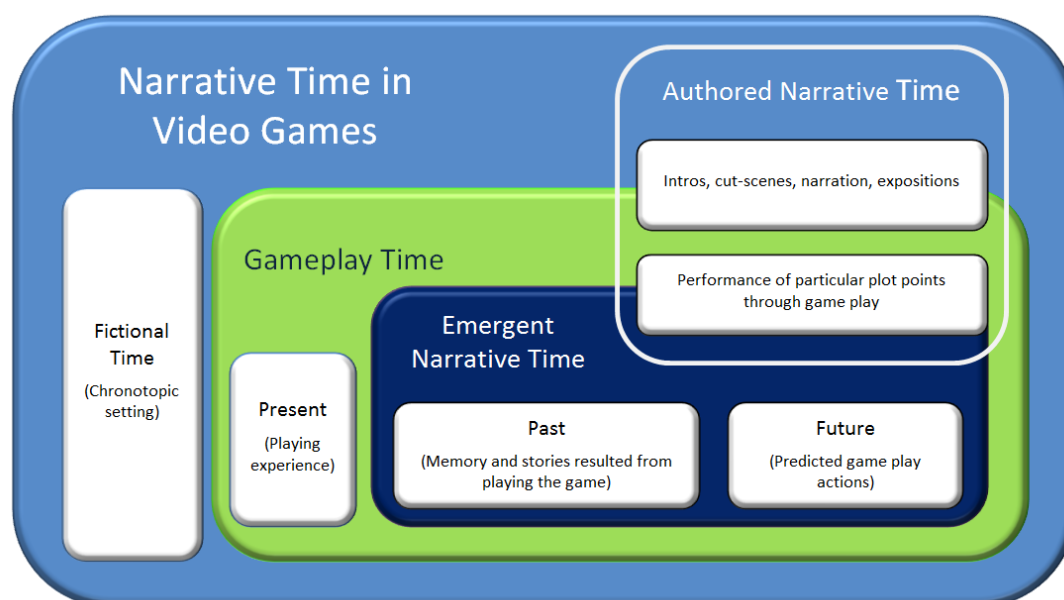 Narrative Time in
Video Games
Authored Narrative Time
Intros, cut-scenes, narration, expositions
Gameplay Time
Performance of particular plot points
through game play
Emergent
Narrative Time
Fictional
Time
(Chronotopic
setting)
Present
(Playing
experience)
Past
(Memory and stories resulted from
playing the game)
Future
(Predicted game play
actions)